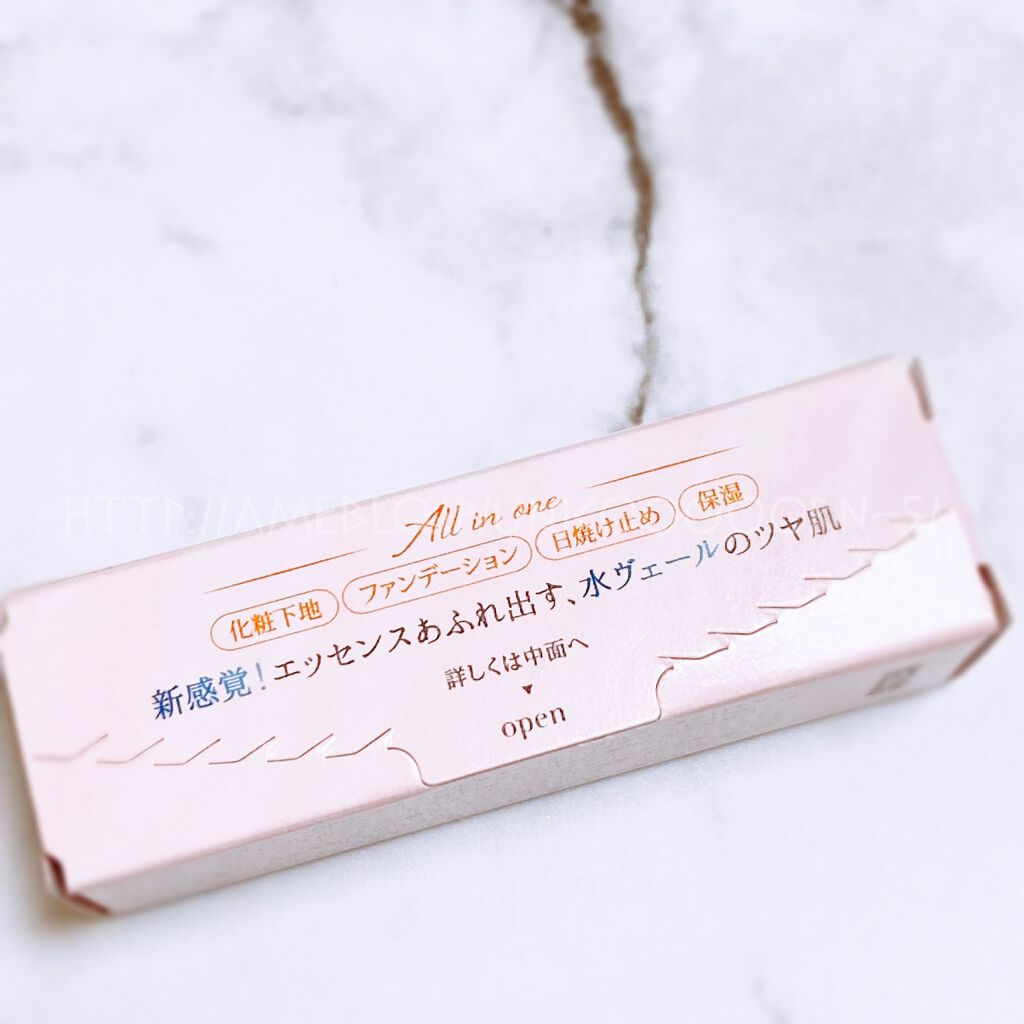 All in one
化粧下地 ファンデーション 日焼け止め 保湿
新感覚!エッセンスあふれ出す、水ヴェールのツヤ肌
詳しくは中面へ
▼
open